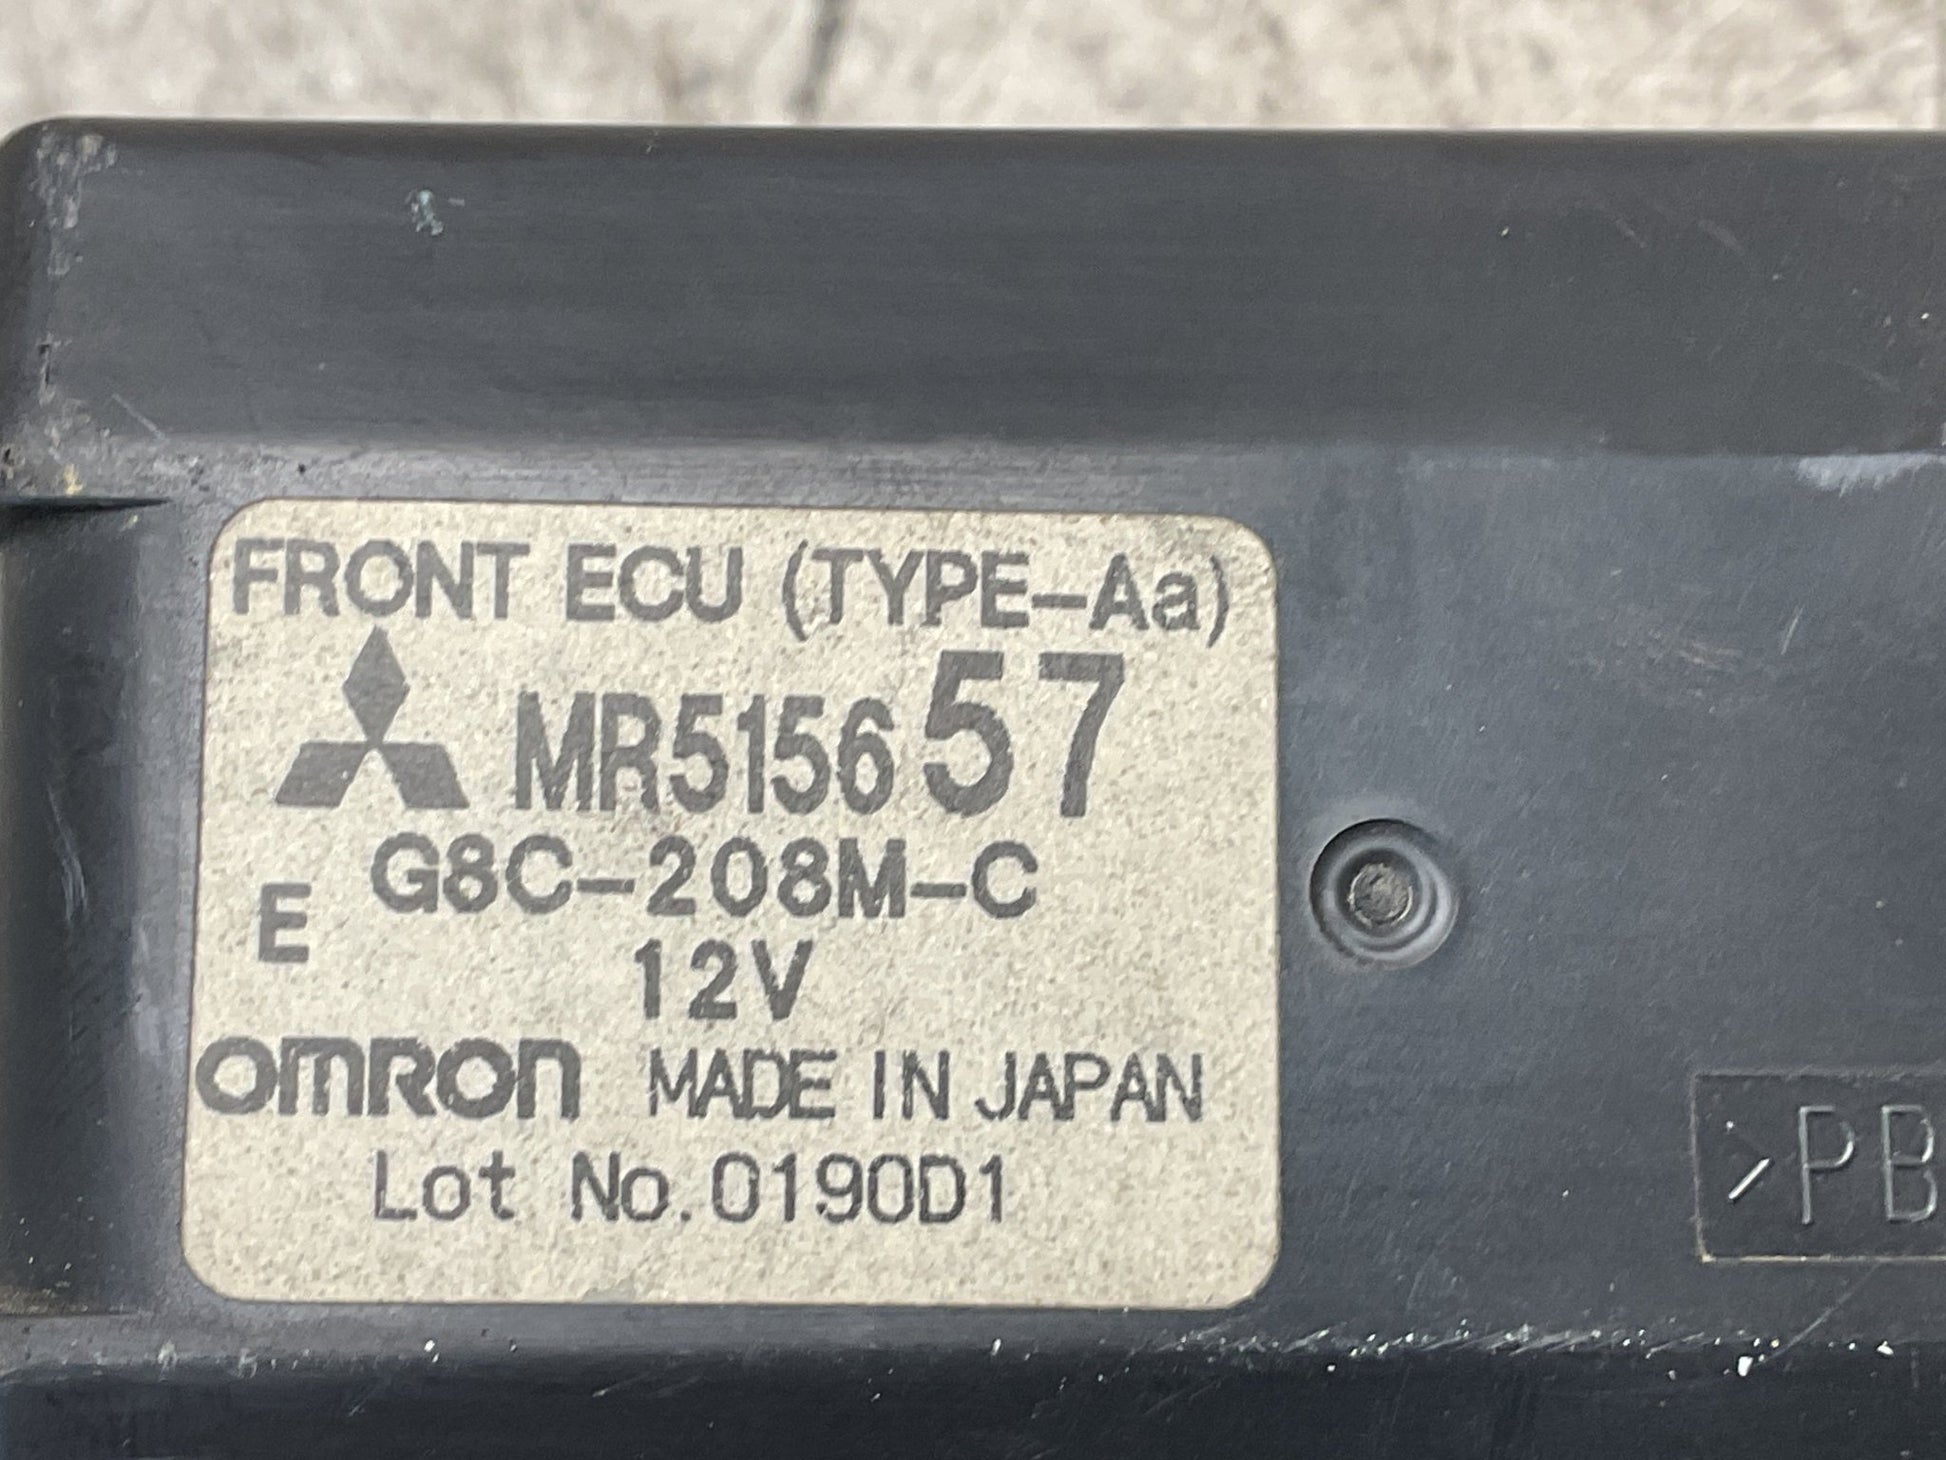 FRONT ECU (TYPE-Aa)
MR515657
G8C-208M-C
E
12V
OMRON MADE IN JAPAN
Lot No.0190D1
>PB